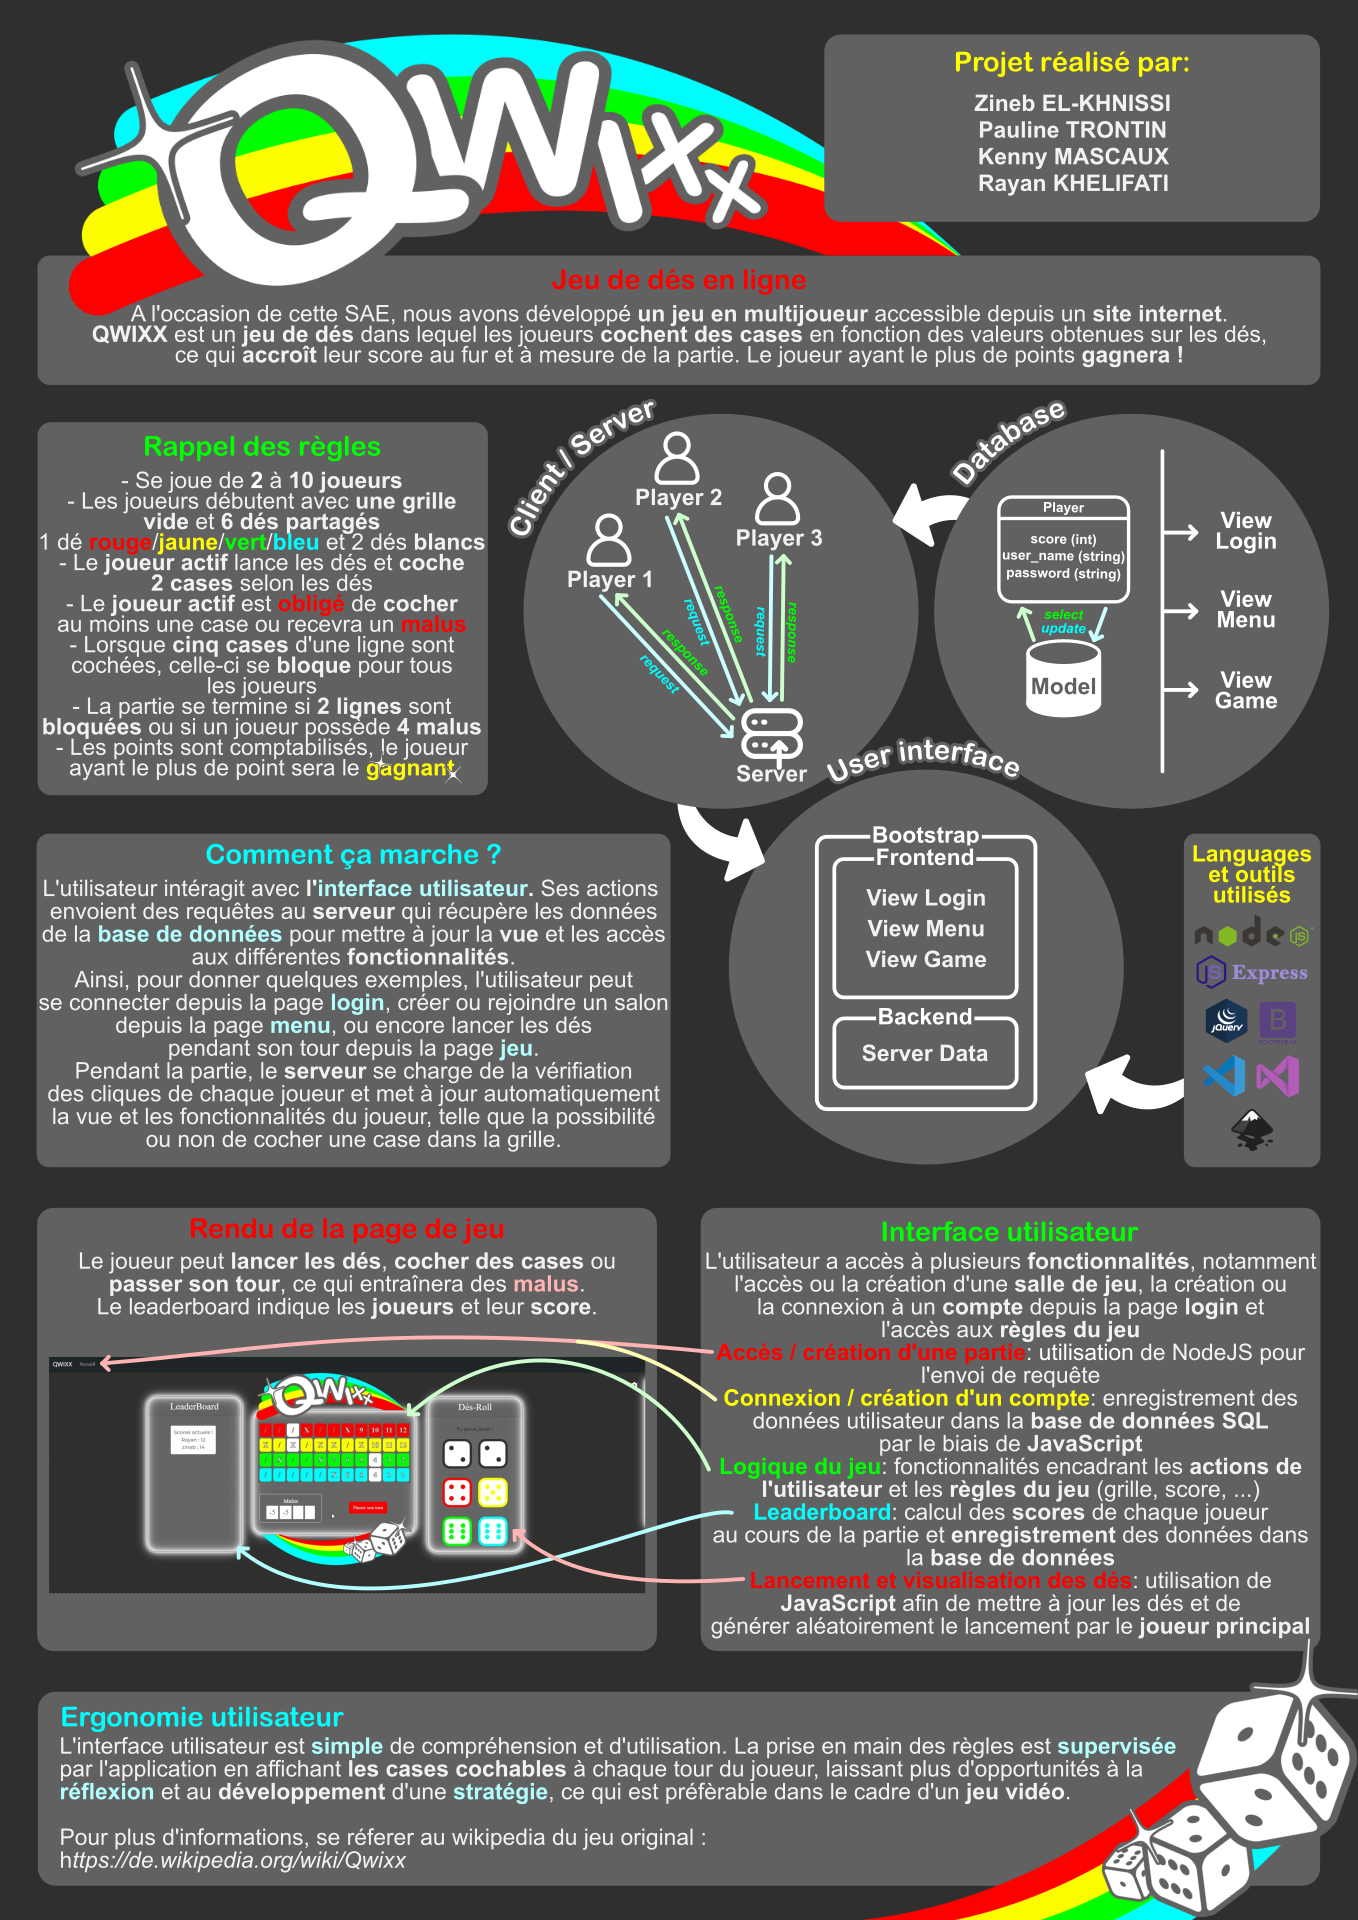 QWIXX
Projet réalisé par:
Zineb EL-KHNISSI
Pauline TRONTIN
Kenny MASCAUX
Rayan KHELIFATI
Jeu de dés en ligne
A l'occasion de cette SAE, nous avons développé un jeu en multijoueur accessible depuis un site internet.
QWIXX est un jeu de dés dans lequel les joueurs cochent des cases en fonction des valeurs obtenues sur les dés,
ce qui accroît leur score au fur et à mesure de la partie. Le joueur ayant le plus de points gagnera !
Rappel des règles
- Se joue de 2 à 10 joueurs
- Les joueurs débutent avec une grille
vide et 6 dés partagés
1 dé rouge/jaune/vert/bleu et 2 dés blancs
- Le joueur actif lance les dés et coche
2 cases selon les dés
- Le joueur actif est obligé de cocher
au moins une case ou recevra un malus
- Lorsque cinq cases d'une ligne sont
cochées, celle-ci se bloque pour tous
les joueurs
- La partie se termine si 2 lignes sont
bloquées ou si un joueur possède 4 malus
- Les points sont comptabilisés, le joueur
ayant le plus de point sera le gagnant
Client / Server
Player 2
Player 3
Player 1
request
response
request
response
request
response
Server
Database
Player
score (int)
user_name (string)
password (string)
select
update
Model
View
Login
View
Menu
View
Game
User interface
Bootstrap
Frontend
View Login
View Menu
View Game
Backend
Server Data
Languages
et outils
utilisés
node JS
JS Express
jQuery
B
BOOTSTRAP
Comment ça marche ?
L'utilisateur intéragit avec l'interface utilisateur. Ses actions
envoient des requêtes au serveur qui récupère les données
de la base de données pour mettre à jour la vue et les accès
aux différentes fonctionnalités.
Ainsi, pour donner quelques exemples, l'utilisateur peut
se connecter depuis la page login, créer ou rejoindre un salon
depuis la page menu, ou encore lancer les dés
pendant son tour depuis la page jeu.
Pendant la partie, le serveur se charge de la vérifiation
des cliques de chaque joueur et met à jour automatiquement
la vue et les fonctionnalités du joueur, telle que la possibilité
ou non de cocher une case dans la grille.
Rendu de la page de jeu
Le joueur peut lancer les dés, cocher des cases ou
passer son tour, ce qui entraînera des malus.
Le leaderboard indique les joueurs et leur score.
QWIXX Accueil
LeaderBoard
Scores actuels !
Rayan : 12
zineb : 14
QWIXX
Malus
-5 -5
Passer son tour
Dés-Roll
Interface utilisateur
L'utilisateur a accès à plusieurs fonctionnalités, notamment
l'accès ou la création d'une salle de jeu, la création ou
la connexion à un compte depuis la page login et
l'accès aux règles du jeu
Accès / création d'une partie: utilisation de NodeJS pour
l'envoi de requête
Connexion / création d'un compte: enregistrement des
données utilisateur dans la base de données SQL
par le biais de JavaScript
Logique du jeu: fonctionnalités encadrant les actions de
l'utilisateur et les règles du jeu (grille, score, ...)
Leaderboard: calcul des scores de chaque joueur
au cours de la partie et enregistrement des données dans
la base de données
Lancement et visualisation des dés: utilisation de
JavaScript afin de mettre à jour les dés et de
générer aléatoirement le lancement par le joueur principal
Ergonomie utilisateur
L'interface utilisateur est simple de compréhension et d'utilisation. La prise en main des règles est supervisée
par l'application en affichant les cases cochables à chaque tour du joueur, laissant plus d'opportunités à la
réflexion et au développement d'une stratégie, ce qui est préfèrable dans le cadre d'un jeu vidéo.
Pour plus d'informations, se réferer au wikipedia du jeu original :
https://de.wikipedia.org/wiki/Qwixx